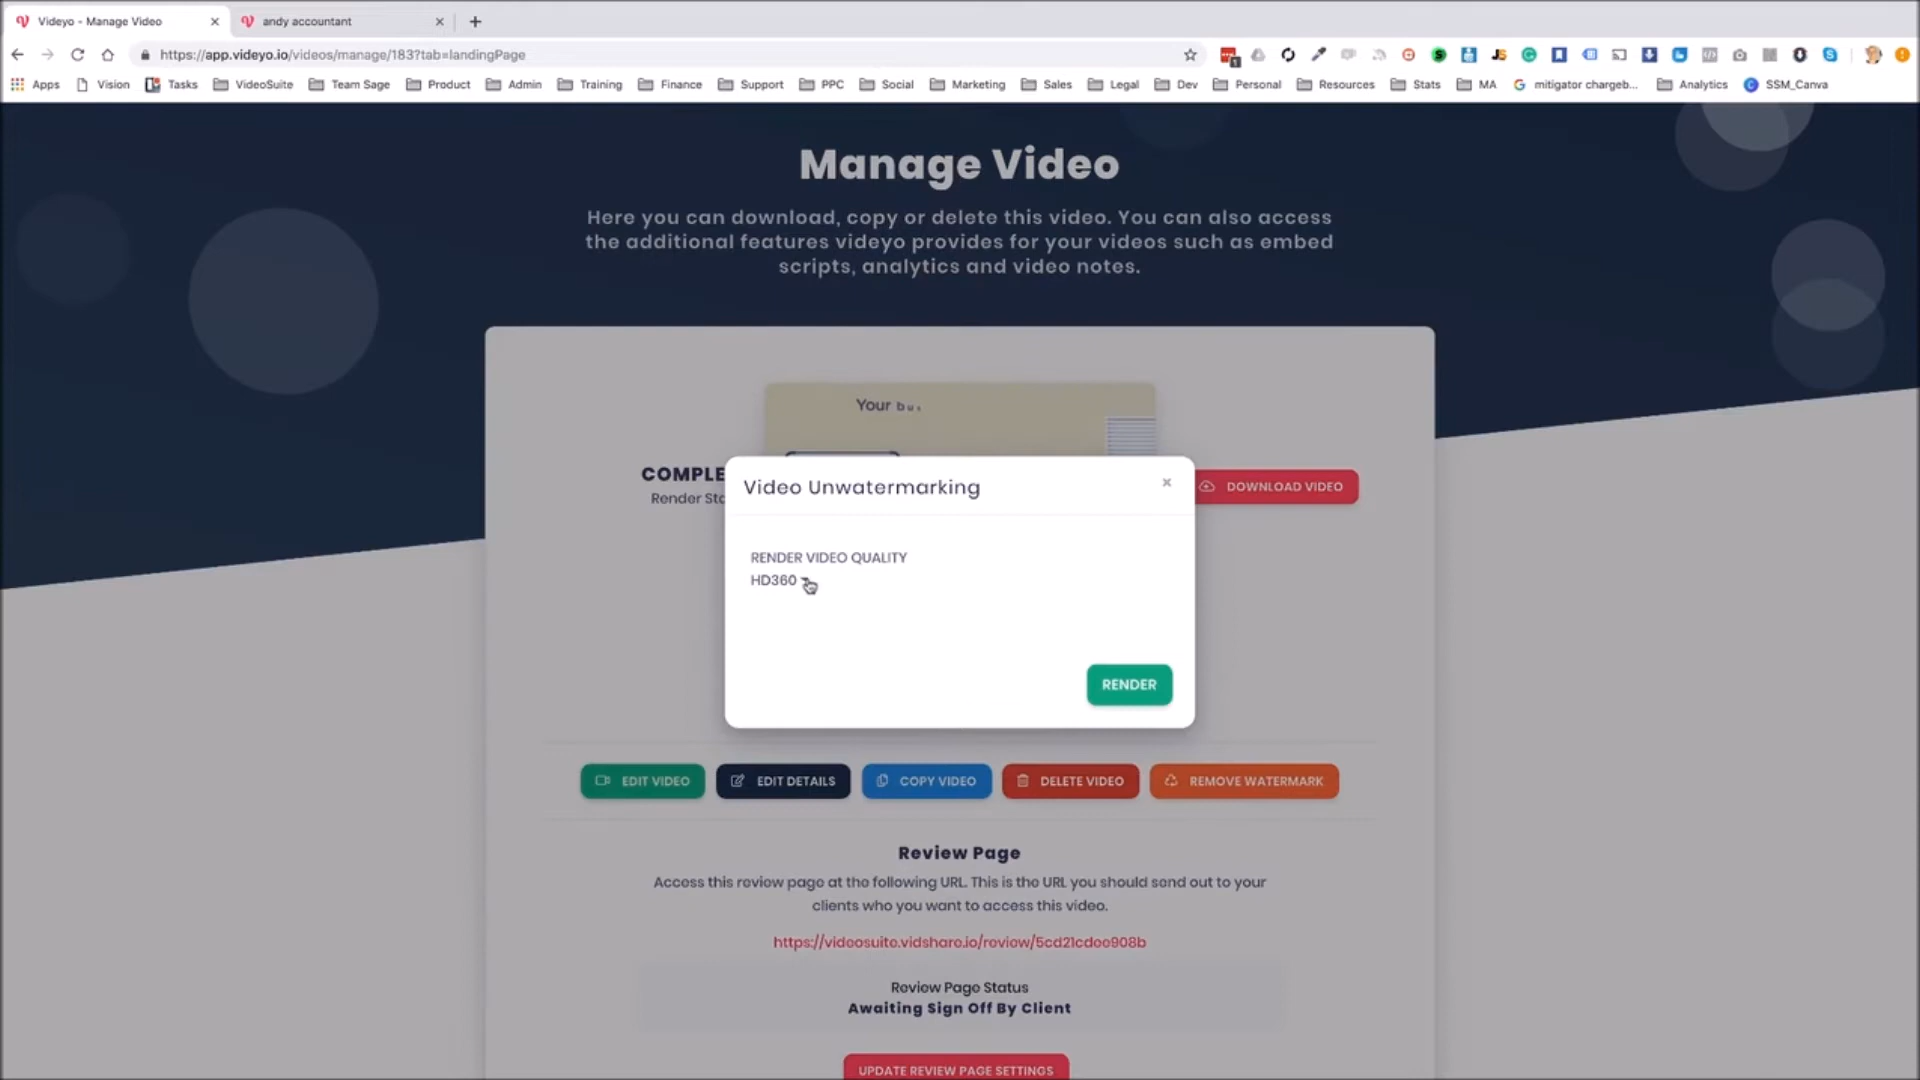 Videyo - Manage Video
andy accountant
https://app.videyo.io/videos/manage/183?tab=landingPage
Apps
Vision
Tasks
VideoSuite
Team Sage
Product
Admin
Training
Finance
Support
PPC
Social
Marketing
Sales
Legal
Dev
Personal
Resources
Stats
MA
mitigator chargeb...
Analytics
SSM_Canva
Manage Video
Here you can download, copy or delete this video. You can also access
the additional features videyo provides for your videos such as embed
scripts, analytics and video notes.
Your bus
COMPLE
Render Sta
DOWNLOAD VIDEO
Video Unwatermarking
×
RENDER VIDEO QUALITY
HD360
RENDER
EDIT VIDEO
EDIT DETAILS
COPY VIDEO
DELETE VIDEO
REMOVE WATERMARK
Review Page
Access this review page at the following URL. This is the URL you should send out to your
clients who you want to access this video.
https://videosuite.vidshare.io/review/5cd21cdee908b
Review Page Status
Awaiting Sign Off By Client
UPDATE REVIEW PAGE SETTINGS